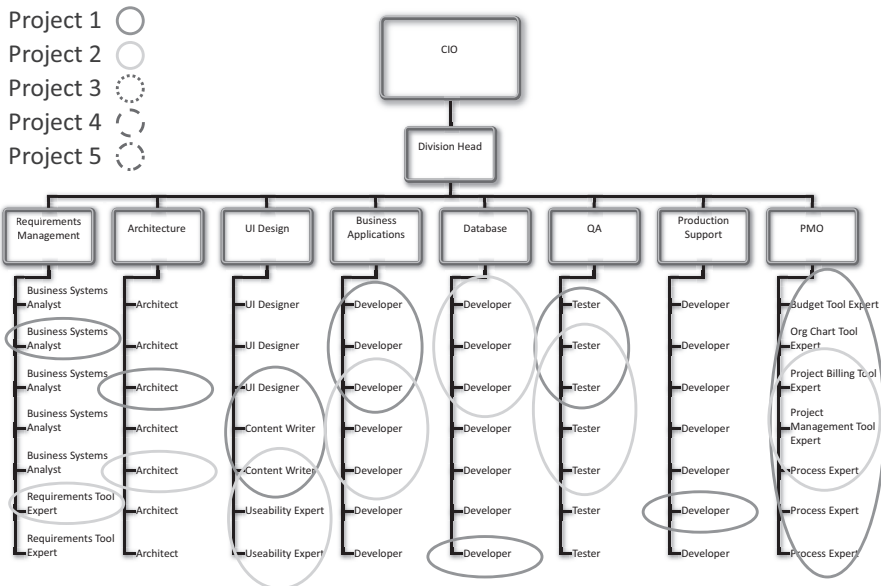 Project 1
Project 2
Project 3
Project 4
Project 5
CIO
Division Head
Requirements
Management
Architecture
UI Design
Business
Applications
Database
QA
Production
Support
PMO
Business Systems
Analyst
Business Systems
Analyst
Business Systems
Analyst
Business Systems
Analyst
Business Systems
Analyst
Requirements Tool
Expert
Requirements Tool
Expert
Architect
Architect
Architect
Architect
Architect
Architect
Architect
UI Designer
UI Designer
UI Designer
Content Writer
Content Writer
Useability Expert
Useability Expert
Developer
Developer
Developer
Developer
Developer
Developer
Developer
Developer
Developer
Developer
Developer
Developer
Developer
Developer
Tester
Tester
Tester
Tester
Tester
Tester
Tester
Developer
Developer
Developer
Developer
Developer
Developer
Developer
Budget Tool Expert
Org Chart Tool
Expert
Project Billing Tool
Expert
Project
Management Tool
Expert
Process Expert
Process Expert
Process Expert